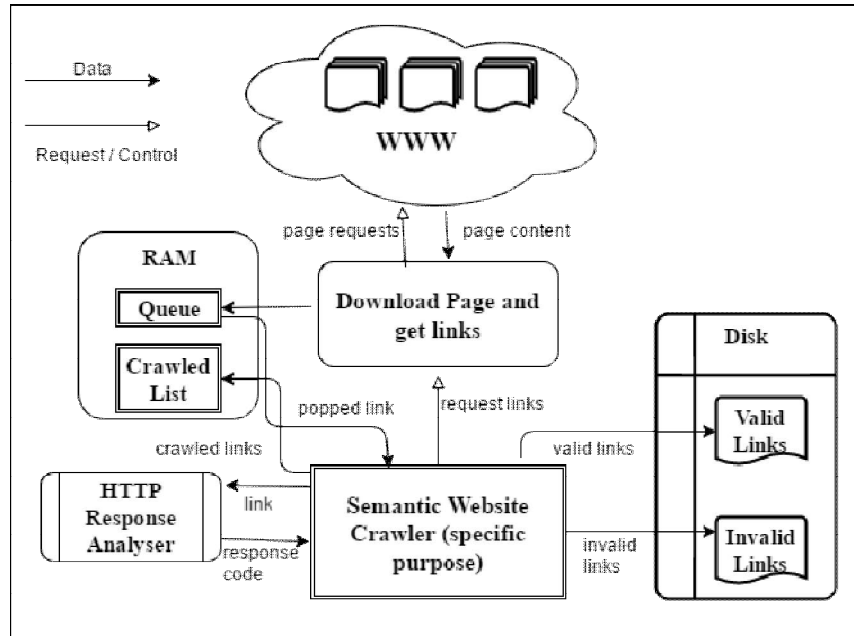 Data
Request / Control
WWW
page requests
page content
RAM
Queue
Crawled
List
Download Page and
get links
Disk
Valid
Links
Invalid
Links
popped link
request links
crawled links
valid links
HTTP
Response
Analyser
link
response
code
Semantic Website
Crawler (specific
purpose)
invalid
links